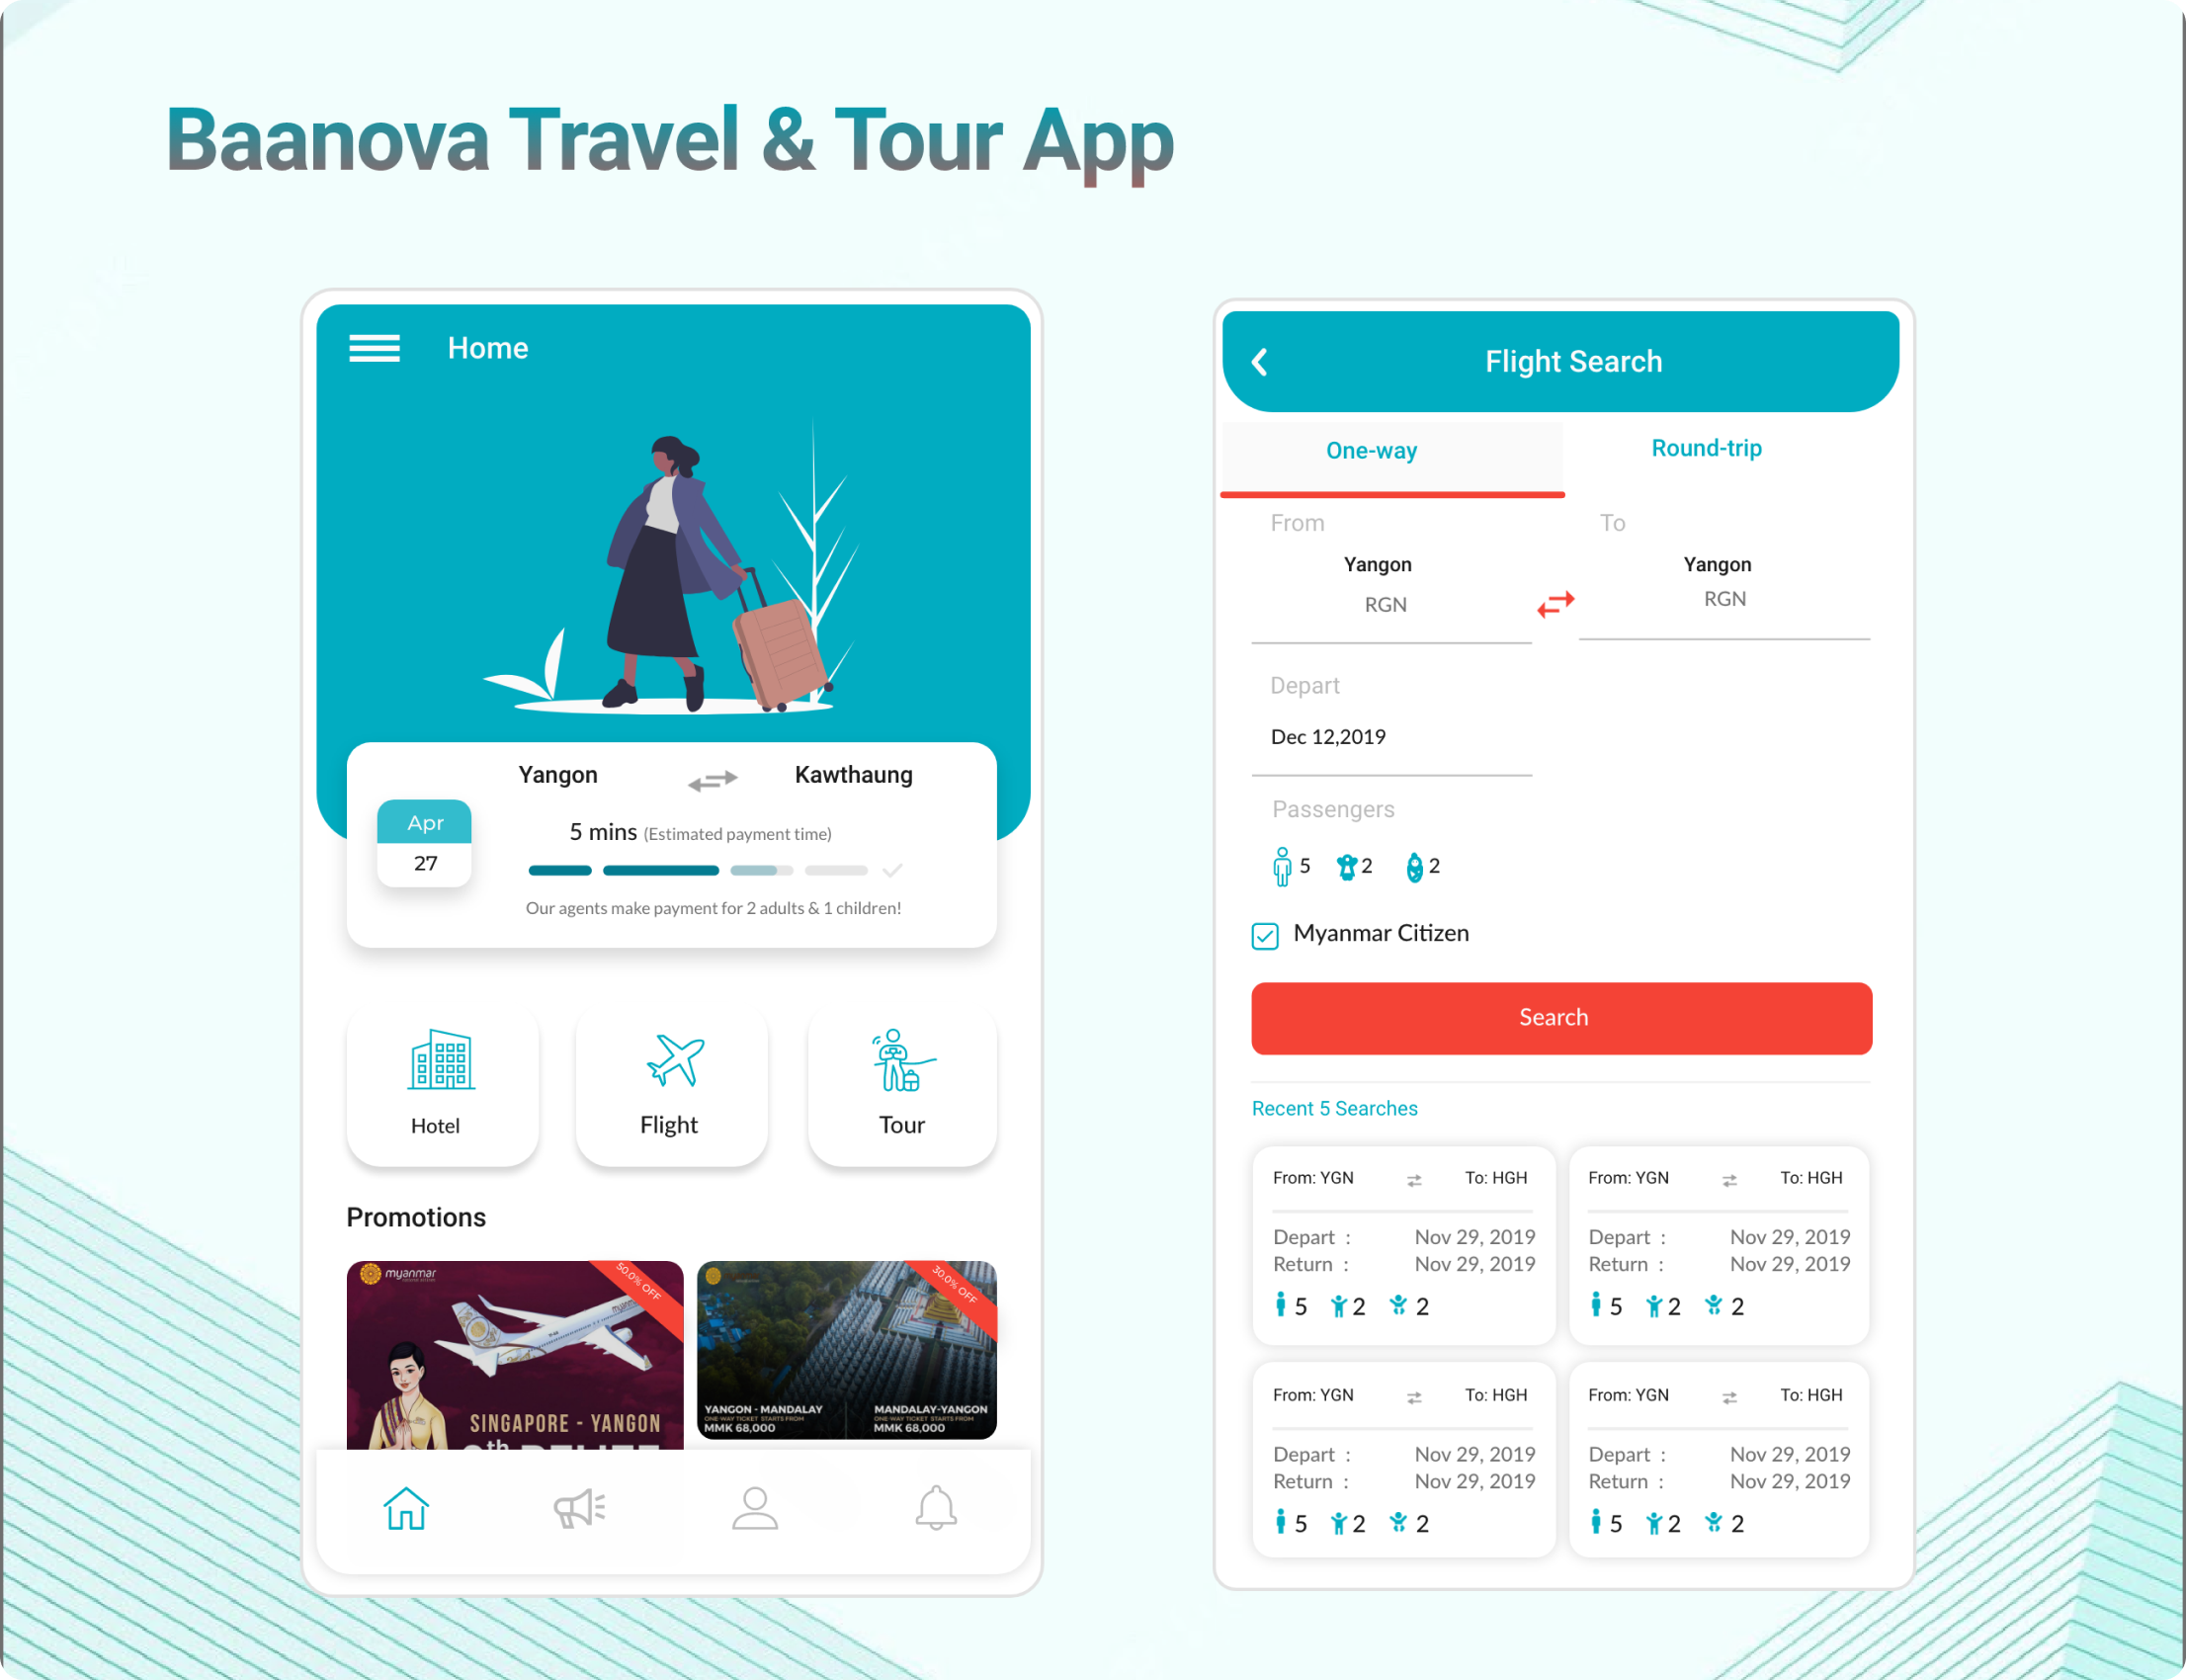 Baanova Travel & Tour App
Home
Yangon
Kawthaung
Apr
27
5 mins (Estimated payment time)
Our agents make payment for 2 adults & 1 children!
Hotel
Flight
Tour
Promotions
myanmar
50.0% OFF
SINGAPORE - YANGON
30.0% OFF
YANGON - MANDALAY
ONE-WAY TICKET STARTS FROM
MMK 68,000
MANDALAY-YANGON
ONE-WAY TICKET STARTS FROM
MMK 68,000
Flight Search
One-way
Round-trip
From
To
Yangon
Yangon
RGN
RGN
Depart
Dec 12,2019
Passengers
5 2 2
Myanmar Citizen
Search
Recent 5 Searches
From: YGN To: HGH
Depart : Nov 29, 2019
Return : Nov 29, 2019
5 2 2
From: YGN To: HGH
Depart : Nov 29, 2019
Return : Nov 29, 2019
5 2 2
From: YGN To: HGH
Depart : Nov 29, 2019
Return : Nov 29, 2019
5 2 2
From: YGN To: HGH
Depart : Nov 29, 2019
Return : Nov 29, 2019
5 2 2